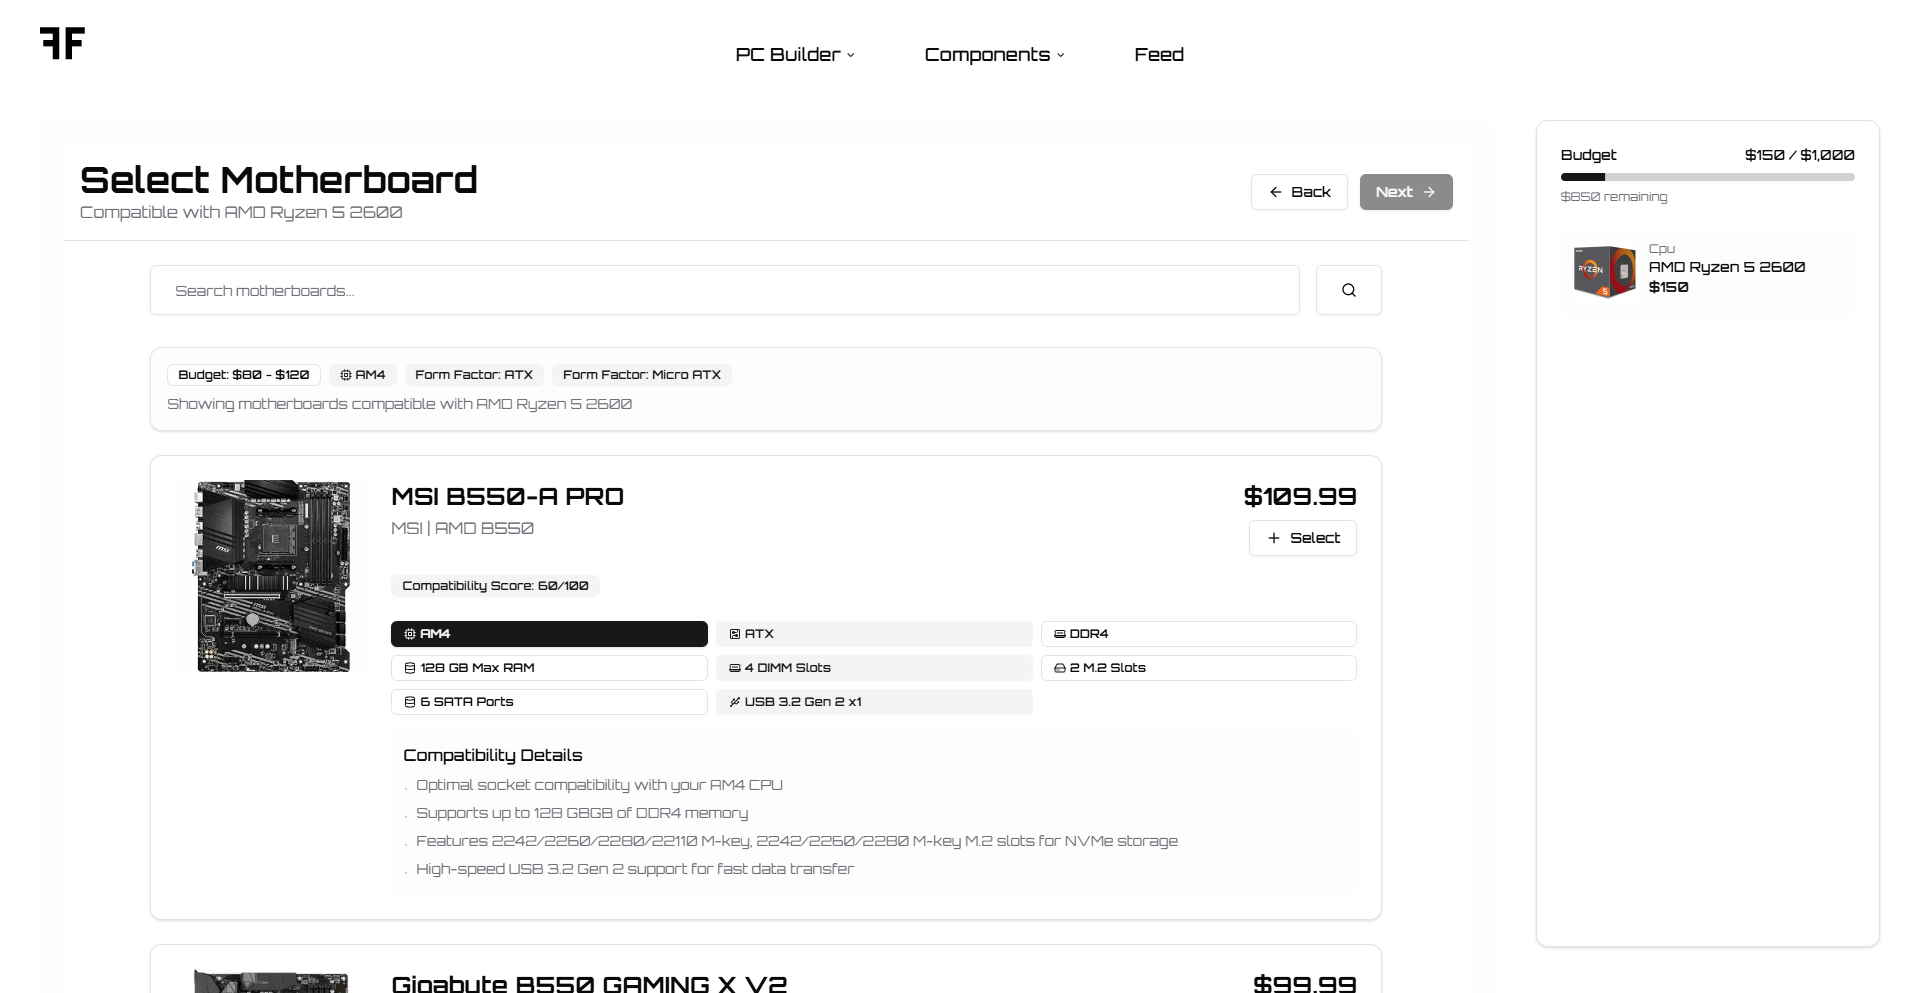 FF
PC Builder
Components
Feed
Select Motherboard
Compatible with AMD Ryzen 5 2600
Back
Next
Search motherboards...
Budget: $80 - $120
AM4
Form Factor: ATX
Form Factor: Micro ATX
Showing motherboards compatible with AMD Ryzen 5 2600
MSI B550-A PRO
$109.99
MSI | AMD B550
Select
Compatibility Score: 60/100
AM4
ATX
DDR4
128 GB Max RAM
4 DIMM Slots
2 M.2 Slots
6 SATA Ports
USB 3.2 Gen 2 x1
Compatibility Details
· Optimal socket compatibility with your AM4 CPU
· Supports up to 128 GBGB of DDR4 memory
· Features 2242/2260/2280/22110 M-key, 2242/2260/2280 M-key M.2 slots for NVMe storage
· High-speed USB 3.2 Gen 2 support for fast data transfer
Gigabyte B550 GAMING X V2
$99.99
Budget
$150 / $1,000
$850 remaining
RYZEN
5
Cpu
AMD Ryzen 5 2600
$150